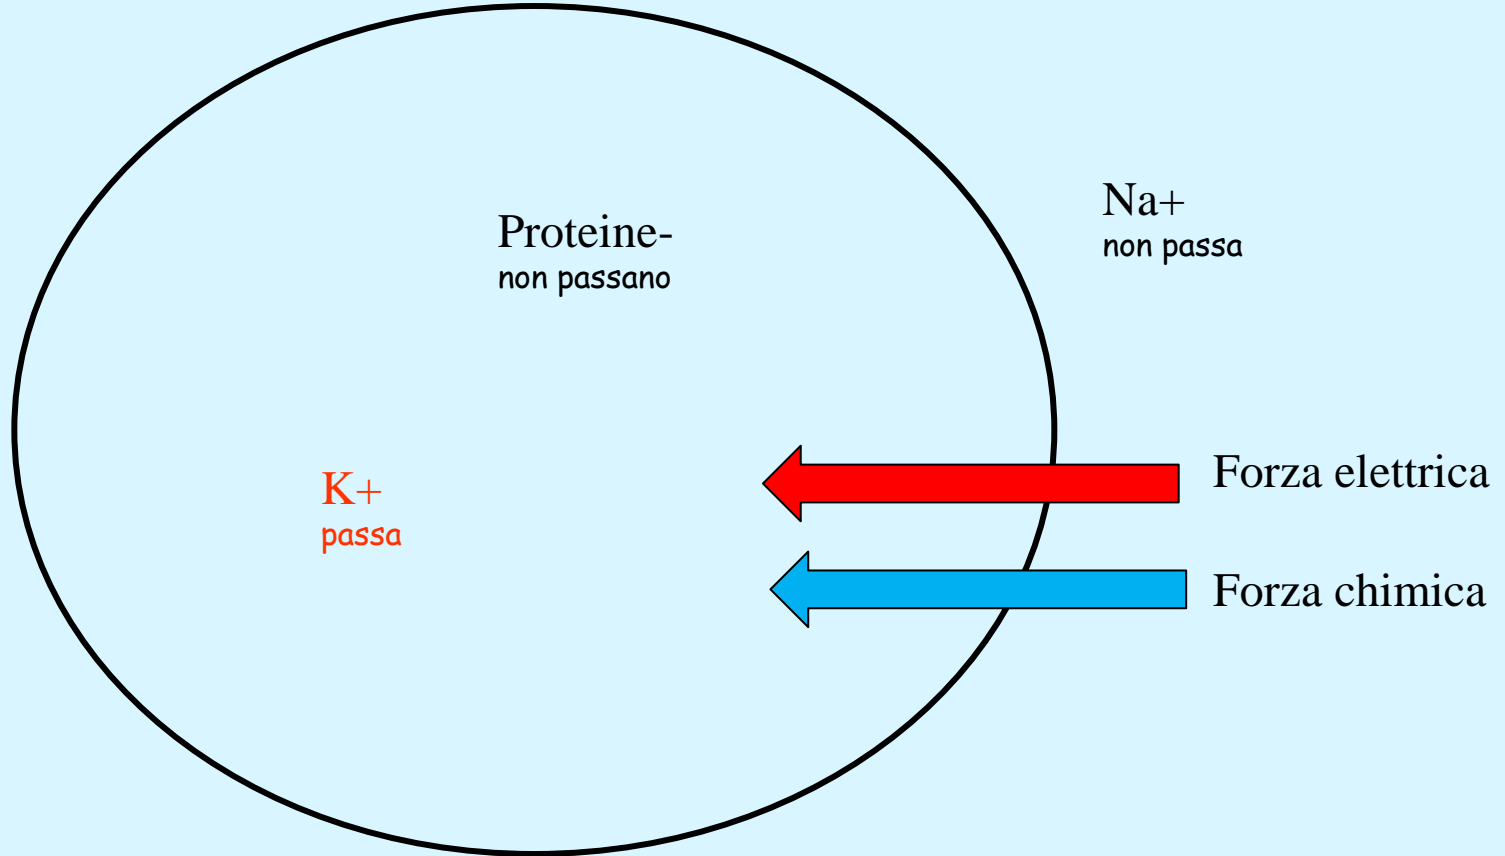 Na+
non passa
Proteine-
non passano
K+
passa
Forza elettrica
Forza chimica